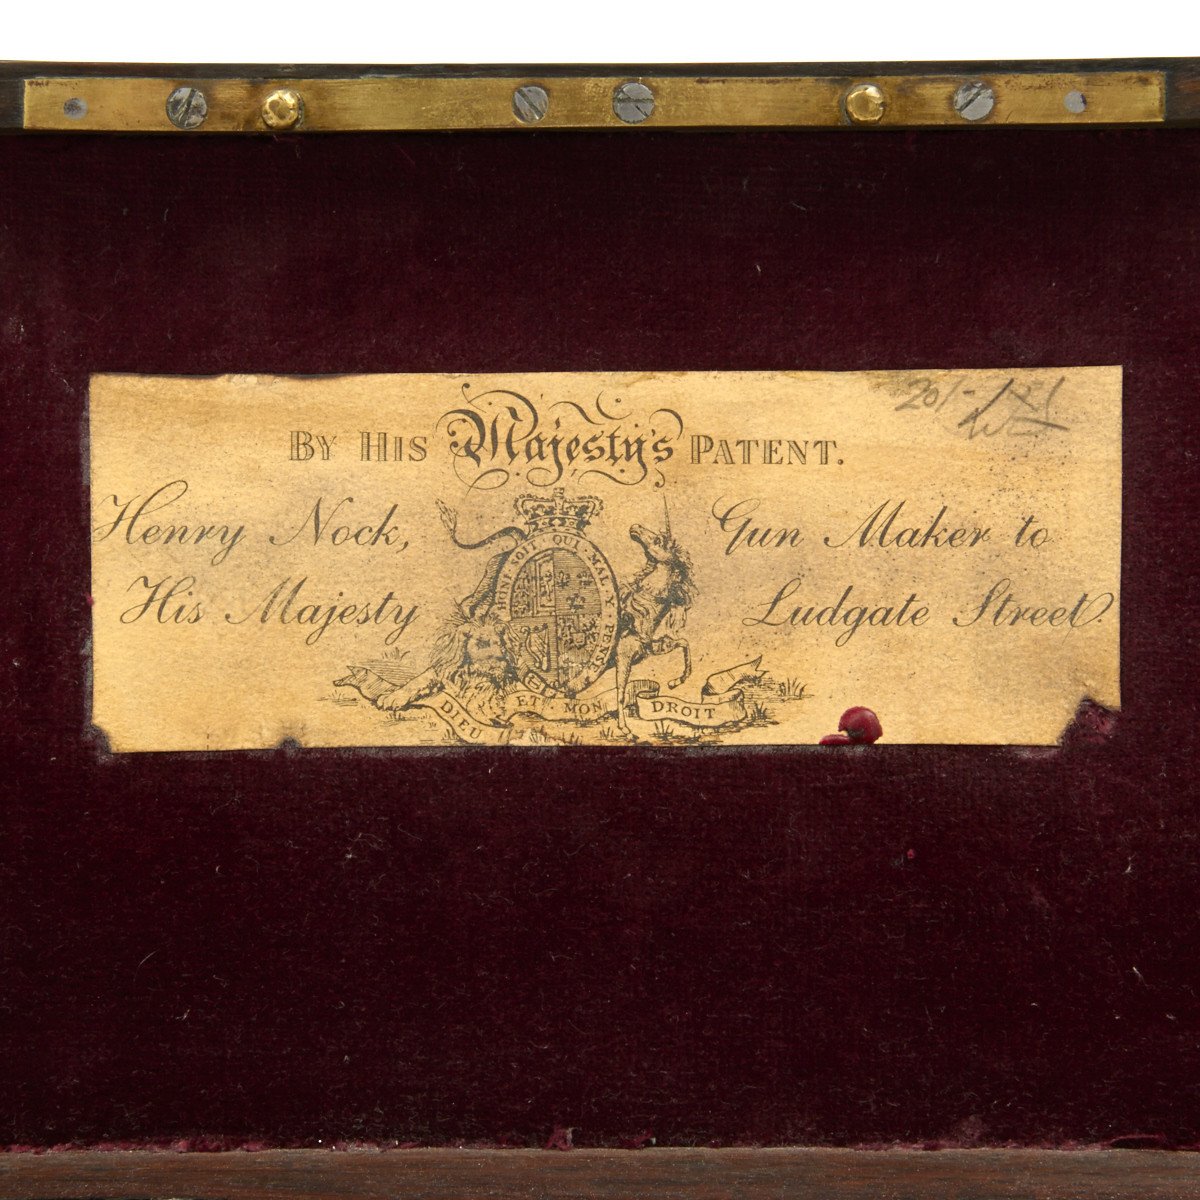 By His Majesty's Patent.
Henry Nock, Gun Maker to
His Majesty Ludgate Street.
HONI SOIT QUI MAL Y PENSE
DIEU ET MON DROIT